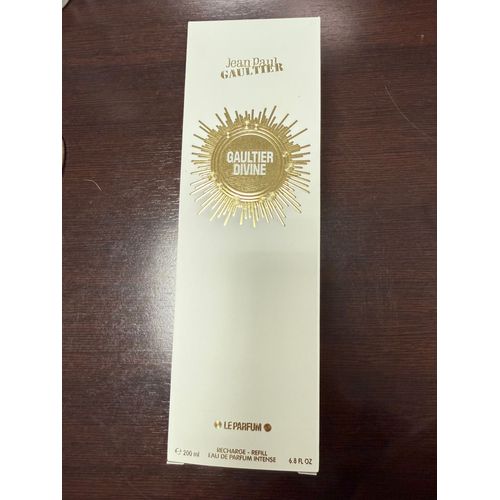 Jean Paul
GAULTIER
GAULTIER
DIVINE
LE PARFUM
RECHARGE - REFILL
℮ 200 ml EAU DE PARFUM INTENSE 6.8 FL OZ